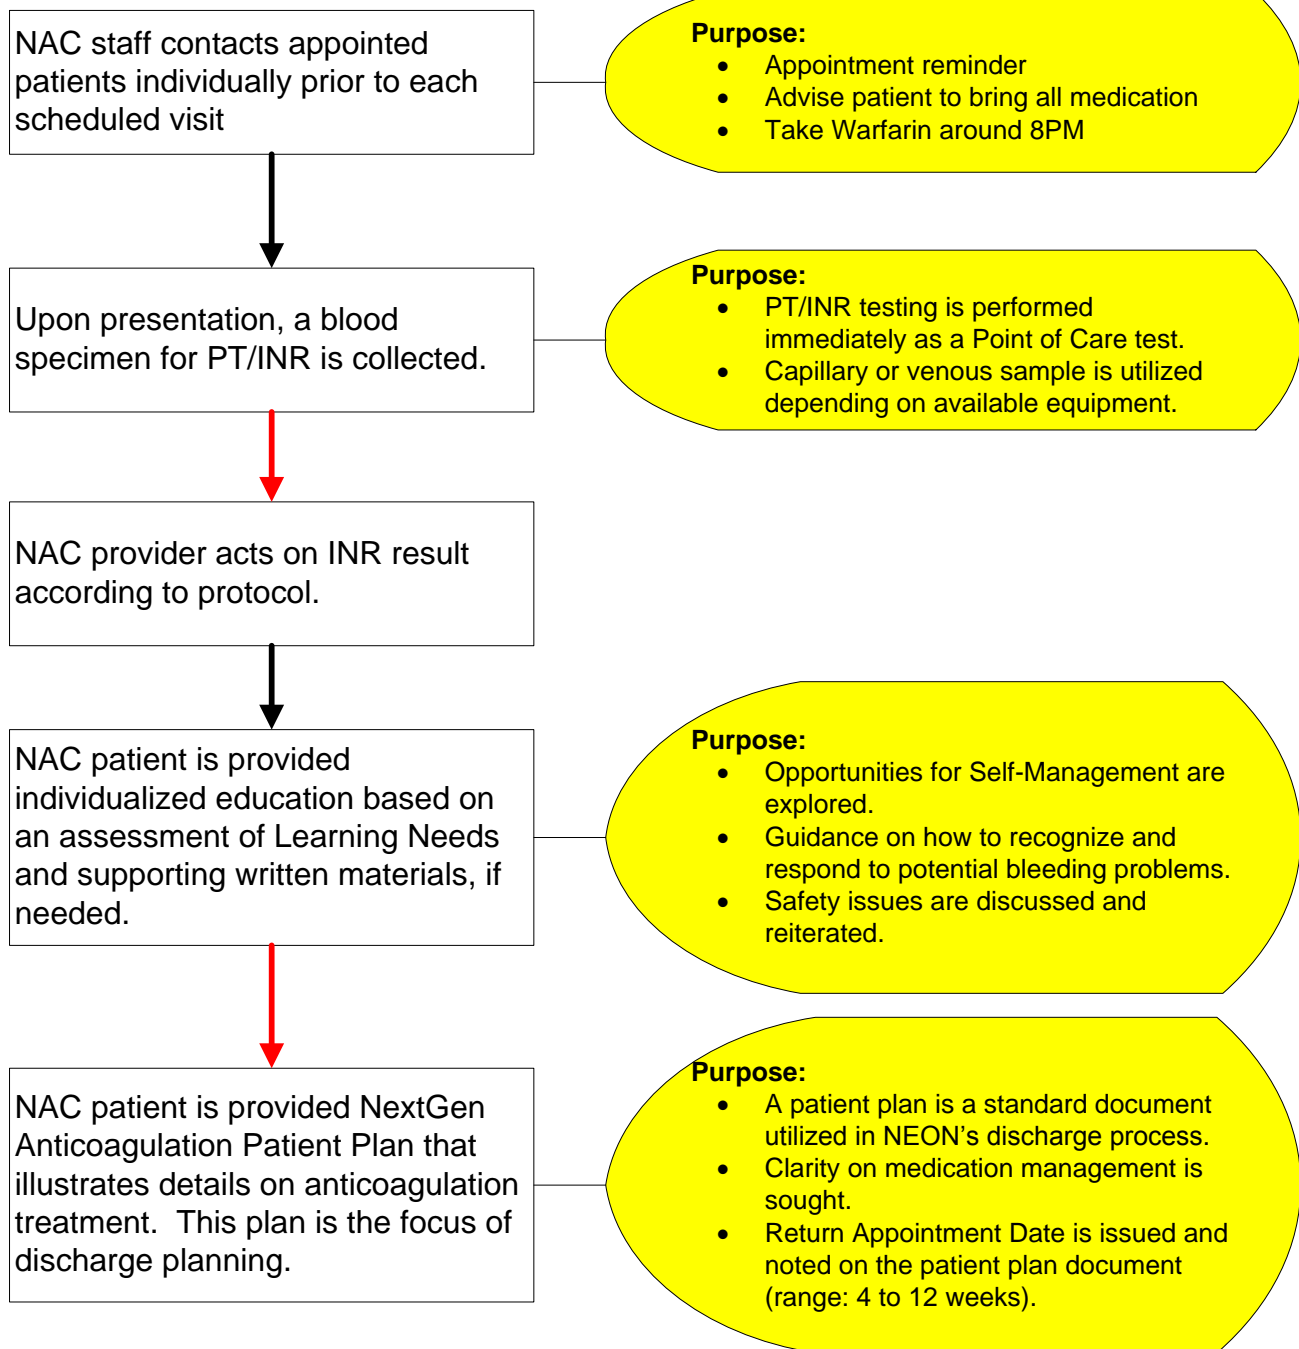 NAC staff contacts appointed
patients individually prior to each
scheduled visit
Purpose:
• Appointment reminder
• Advise patient to bring all medication
• Take Warfarin around 8PM
Upon presentation, a blood
specimen for PT/INR is collected.
Purpose:
• PT/INR testing is performed
immediately as a Point of Care test.
• Capillary or venous sample is utilized
depending on available equipment.
NAC provider acts on INR result
according to protocol.
NAC patient is provided
individualized education based on
an assessment of Learning Needs
and supporting written materials, if
needed.
Purpose:
• Opportunities for Self-Management are
explored.
• Guidance on how to recognize and
respond to potential bleeding problems.
• Safety issues are discussed and
reiterated.
NAC patient is provided NextGen
Anticoagulation Patient Plan that
illustrates details on anticoagulation
treatment.  This plan is the focus of
discharge planning.
Purpose:
• A patient plan is a standard document
utilized in NEON’s discharge process.
• Clarity on medication management is
sought.
• Return Appointment Date is issued and
noted on the patient plan document
(range: 4 to 12 weeks).